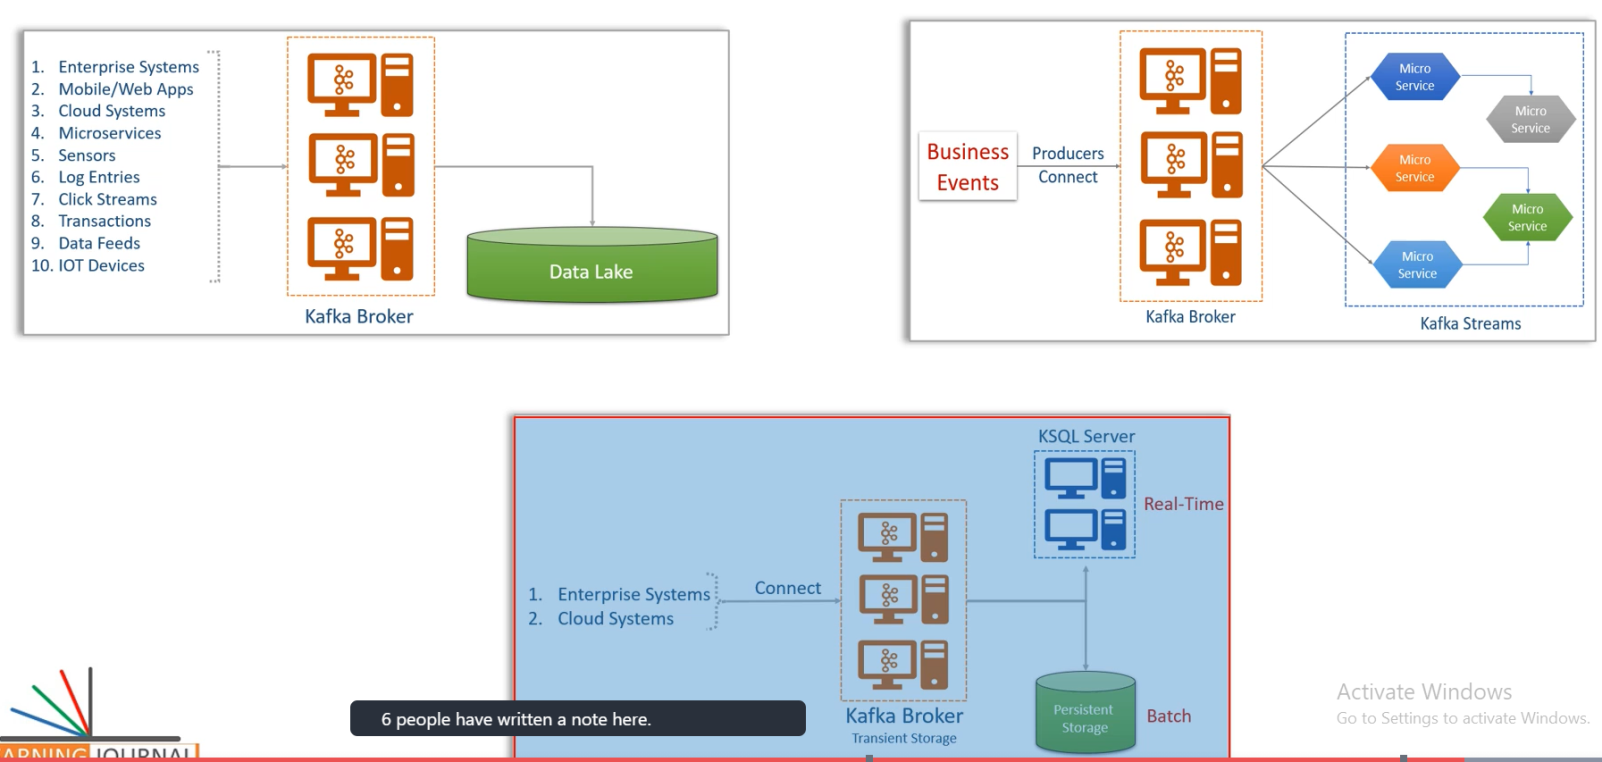 1. Enterprise Systems
2. Mobile/Web Apps
3. Cloud Systems
4. Microservices
5. Sensors
6. Log Entries
7. Click Streams
8. Transactions
9. Data Feeds
10. IOT Devices
Kafka Broker
Data Lake
Business
Events
Producers
Connect
Kafka Broker
Micro
Service
Micro
Service
Micro
Service
Micro
Service
Micro
Service
Kafka Streams
KSQL Server
Real-Time
1. Enterprise Systems
2. Cloud Systems
Connect
Kafka Broker
Transient Storage
Persistent
Storage
Batch
6 people have written a note here.
Activate Windows
Go to Settings to activate Windows.
ARNING JOURNAL